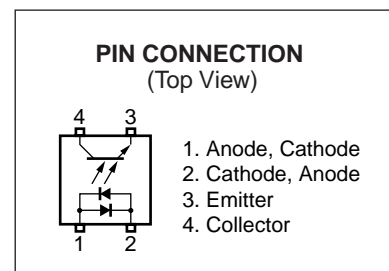 PIN CONNECTION
(Top View)
4 3
1. Anode, Cathode
2. Cathode, Anode
3. Emitter
4. Collector
1 2